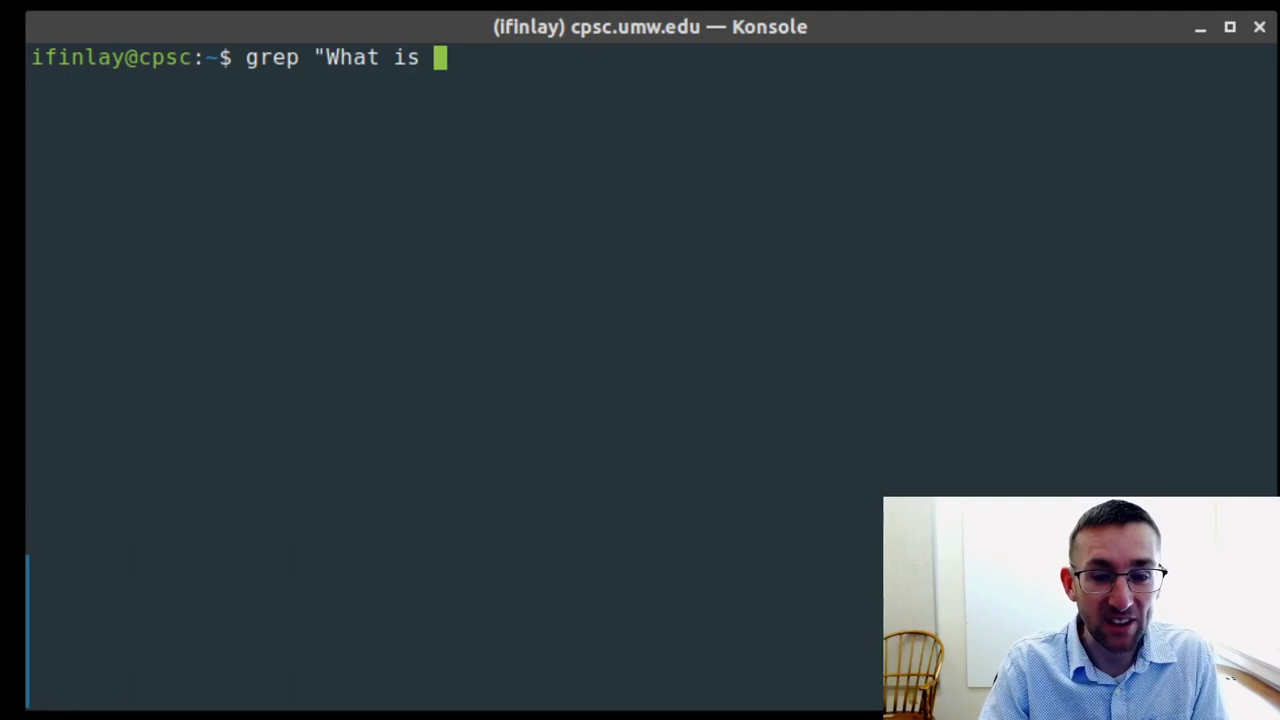 (ifinlay) cpsc.umw.edu — Konsole
ifinlay@cpsc:~$ grep "What is